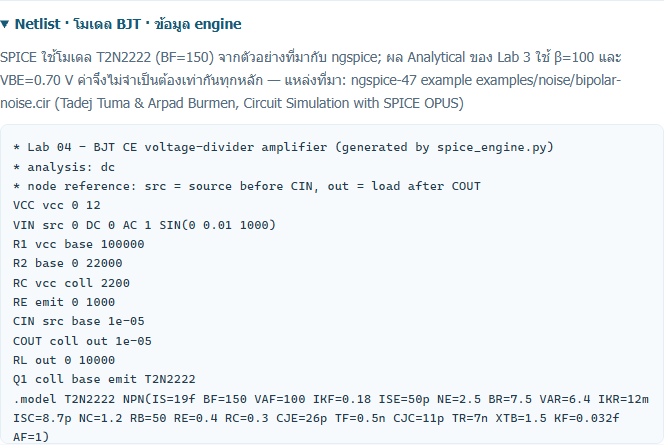 ▼ Netlist · โมเดล BJT · ข้อมูล engine
SPICE ใช้โมเดล T2N2222 (BF=150) จากตัวอย่างที่มากับ ngspice; ผล Analytical ของ Lab 3 ใช้ β=100 และ
VBE=0.70 V ค่าจึงไม่จำเป็นต้องเท่ากันทุกหลัก — แหล่งที่มา: ngspice-47 example examples/noise/bipolar-
noise.cir (Tadej Tuma & Arpad Burmen, Circuit Simulation with SPICE OPUS)
* Lab 04 - BJT CE voltage-divider amplifier (generated by spice_engine.py)
* analysis: dc
* node reference: src = source before CIN, out = load after COUT
VCC vcc 0 12
VIN src 0 DC 0 AC 1 SIN(0 0.01 1000)
R1 vcc base 100000
R2 base 0 22000
RC vcc coll 2200
RE emit 0 1000
CIN src base 1e-05
COUT coll out 1e-05
RL out 0 10000
Q1 coll base emit T2N2222
.model T2N2222 NPN(IS=19f BF=150 VAF=100 IKF=0.18 ISE=50p NE=2.5 BR=7.5 VAR=6.4 IKR=12m
ISC=8.7p NC=1.2 RB=50 RE=0.4 RC=0.3 CJE=26p TF=0.5n CJC=11p TR=7n XTB=1.5 KF=0.032f
AF=1)